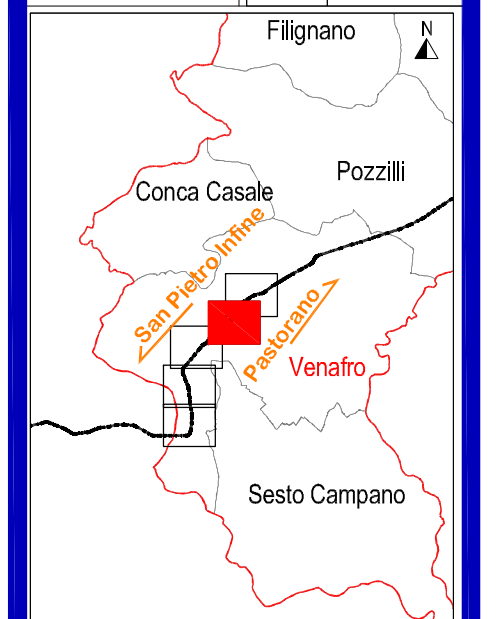 Filignano
N
Pozzilli
Conca Casale
San Pietro Infine
Pastorano
Venafro
Sesto Campano